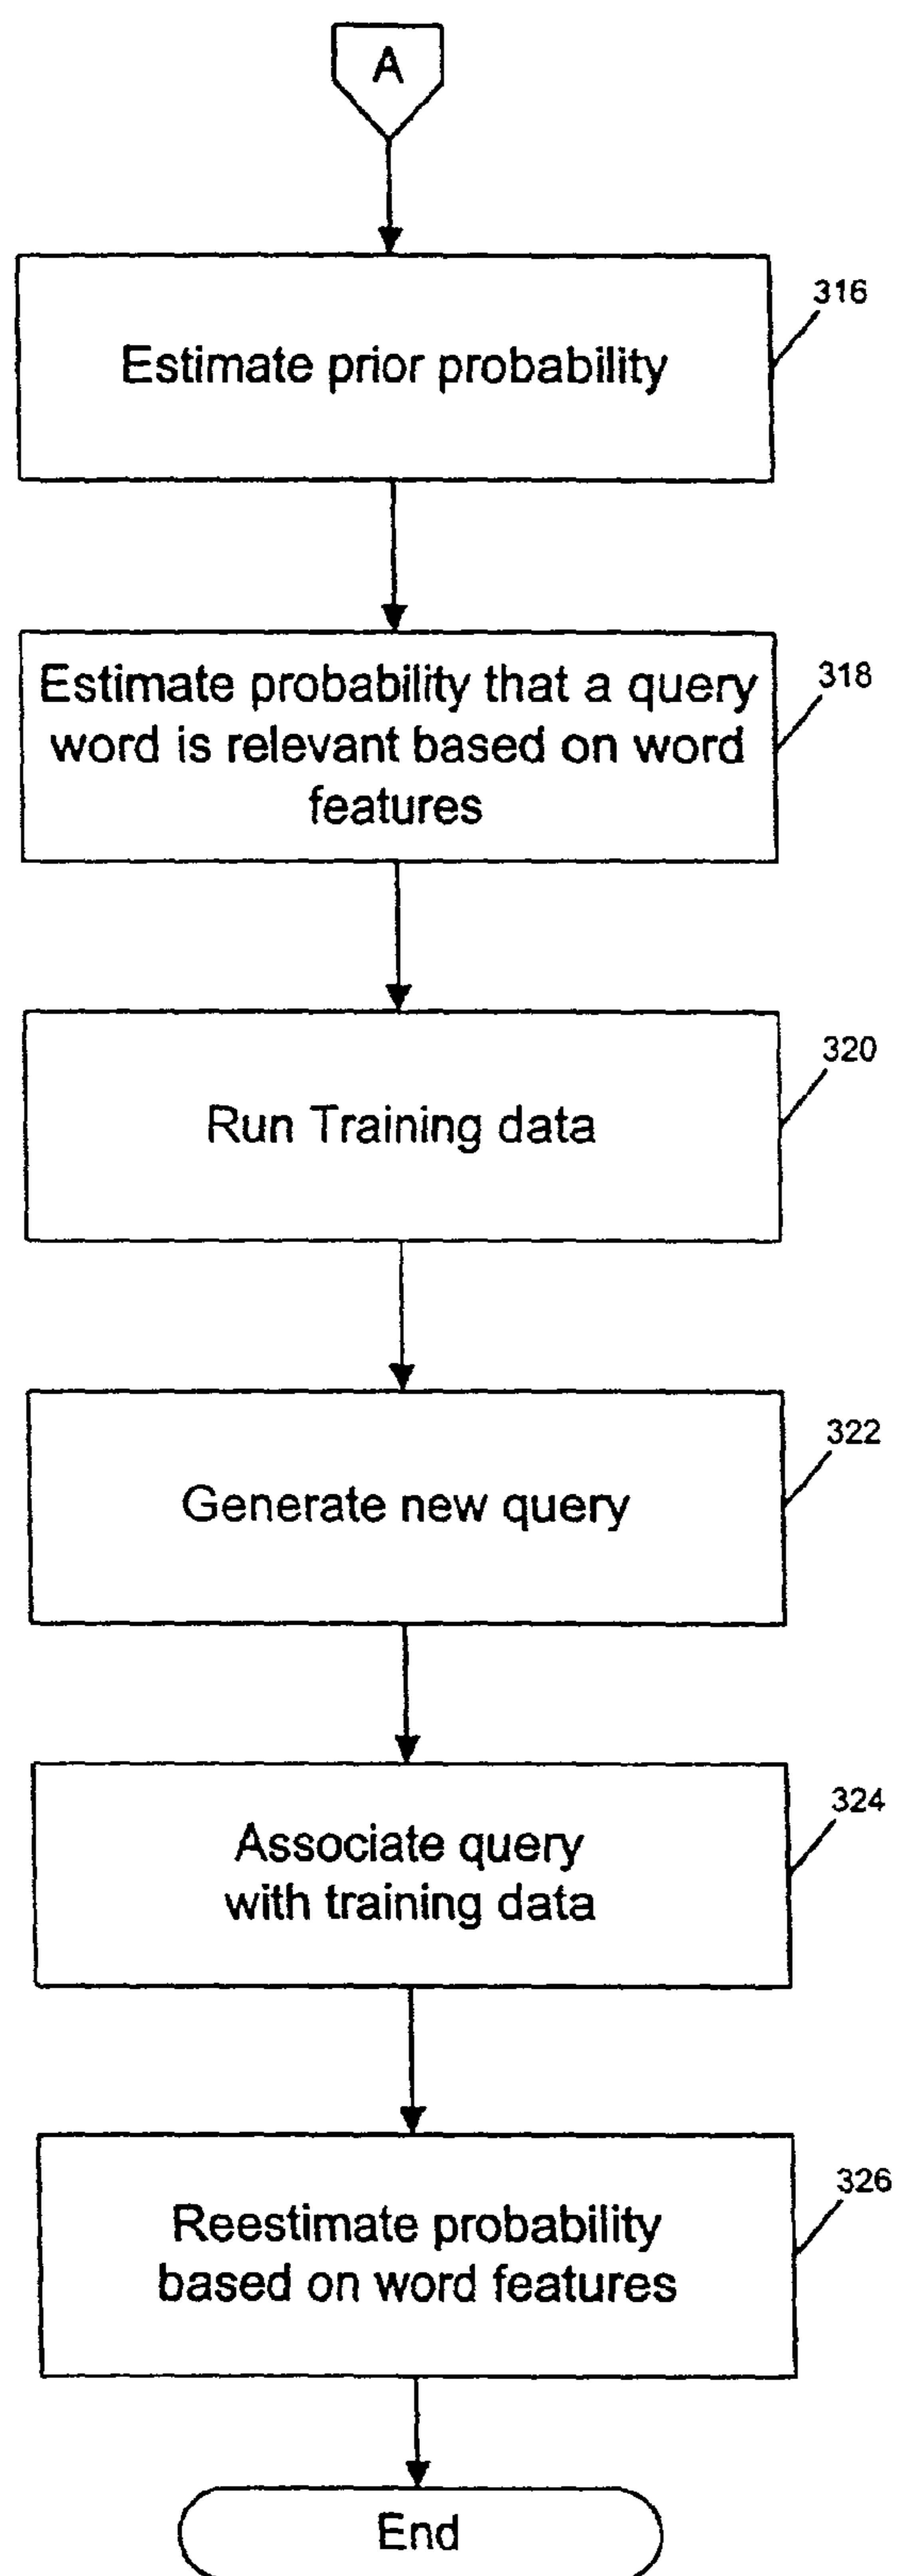 A
316
Estimate prior probability
318
Estimate probability that a query
word is relevant based on word
features
320
Run Training data
322
Generate new query
324
Associate query
with training data
326
Reestimate probability
based on word features
End